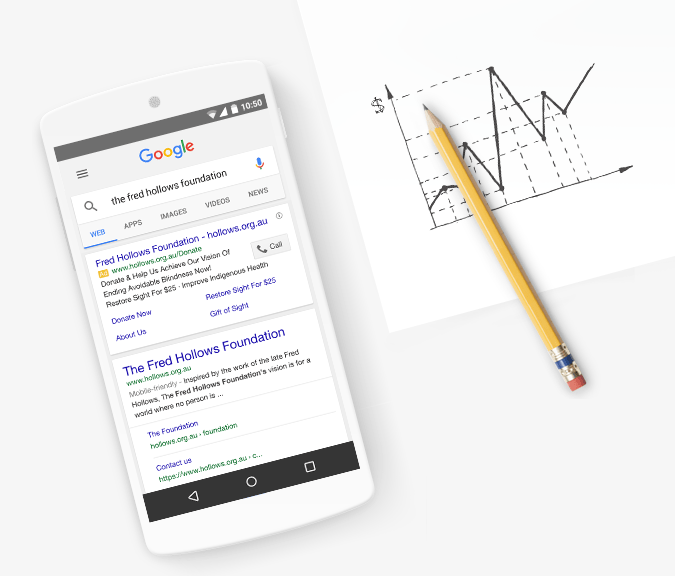 10:50
Google
the fred hollows foundation
WEB APPS IMAGES VIDEOS NEWS
Fred Hollows Foundation - hollows.org.au
Ad www.hollows.org.au/Donate
Call
Donate & Help Us Achieve Our Vision Of
Ending Avoidable Blindness Now!
Restore Sight For $25 - Improve Indigenous Health
Donate Now Restore Sight For $25
About Us Gift of Sight
The Fred Hollows Foundation
www.hollows.org.au
Mobile-friendly - Inspired by the work of the late Fred
Hollows, The Fred Hollows Foundation's vision is for a
world where no person is ...
The Foundation
hollows.org.au › foundation
Contact us
https://www.hollows.org.au › c...
$